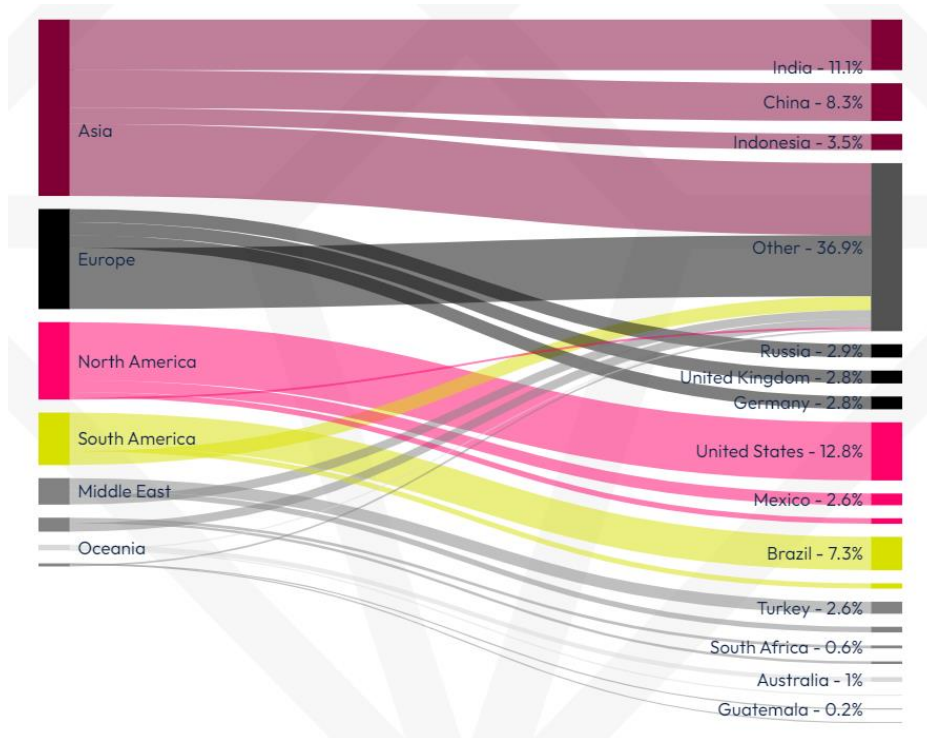 India - 11.1%
China - 8.3%
Asia
Indonesia - 3.5%
Other - 36.9%
Europe
Russia - 2.9%
North America
United Kingdom - 2.8%
Germany - 2.8%
South America
United States - 12.8%
Middle East
Mexico - 2.6%
Oceania
Brazil - 7.3%
Turkey - 2.6%
South Africa - 0.6%
Australia - 1%
Guatemala - 0.2%